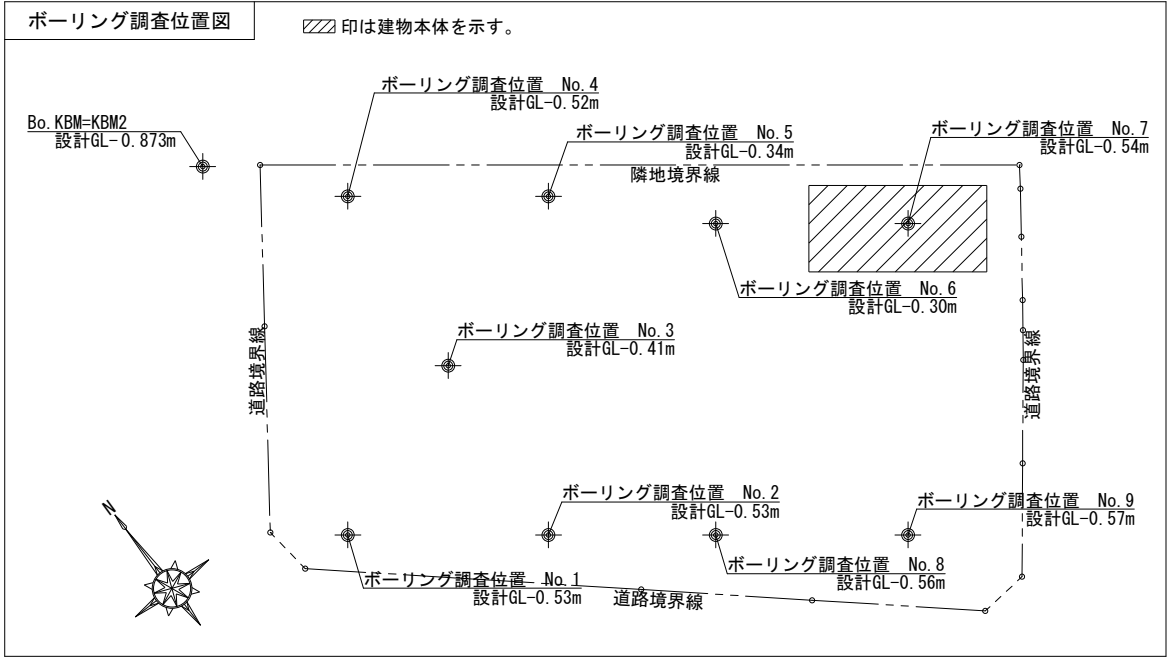 ボーリング調査位置図
印は建物本体を示す。
ボーリング調査位置　No.4
設計GL-0.52m
Bo.KBM=KBM2
設計GL-0.873m
ボーリング調査位置　No.5
設計GL-0.34m
ボーリング調査位置　No.7
設計GL-0.54m
隣地境界線
ボーリング調査位置　No.6
設計GL-0.30m
ボーリング調査位置　No.3
設計GL-0.41m
道路境界線
道路境界線
ボーリング調査位置　No.2
設計GL-0.53m
ボーリング調査位置　No.9
設計GL-0.57m
N
ボーリング調査位置　No.8
設計GL-0.56m
ボーリング調査位置　No.1
設計GL-0.53m
道路境界線